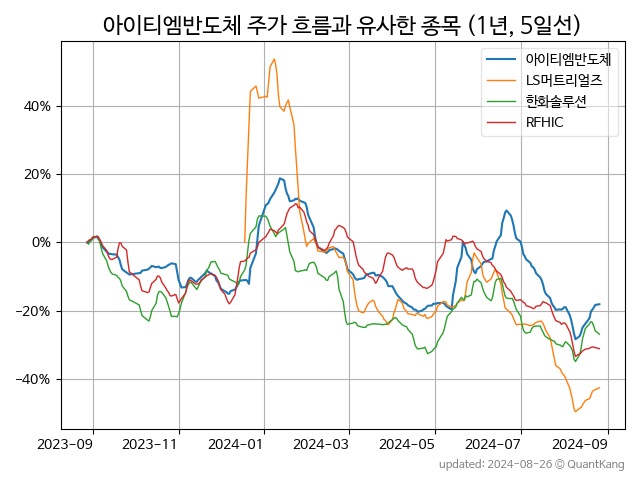 아이티엠반도체 주가 흐름과 유사한 종목 (1년, 5일선)
아이티엠반도체
LS머트리얼즈
한화솔루션
RFHIC
40%
20%
0%
−20%
−40%
2023-09 2023-11 2024-01 2024-03 2024-05 2024-07 2024-09
updated: 2024-08-26 © QuantKang